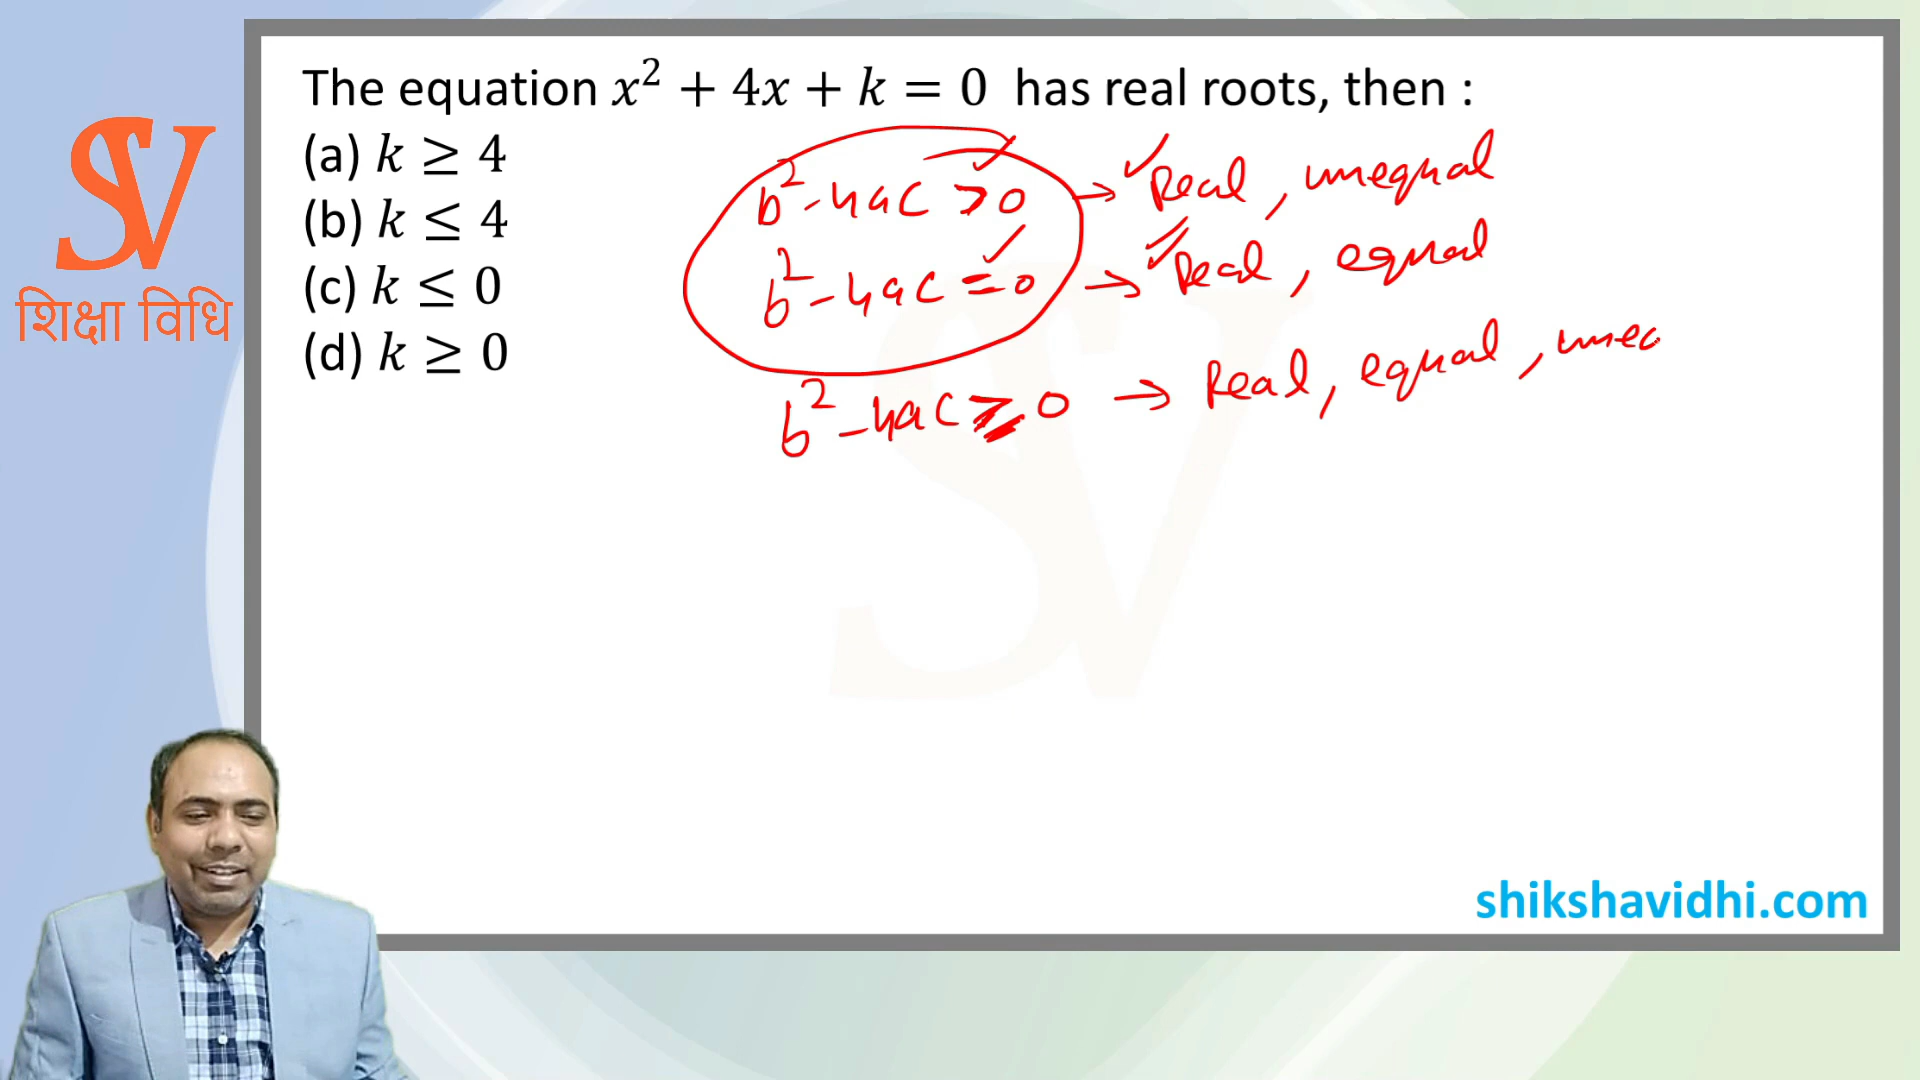 The equation x² + 4x + k = 0 has real roots, then :
(a) k ≥ 4
(b) k ≤ 4
(c) k ≤ 0
(d) k ≥ 0
b² - 4ac > 0 → Real, unequal
b² - 4ac = 0 → Real, equal
b² - 4ac ≥ 0 → Real, equal, uneq
SV
शिक्षा विधि
shikshavidhi.com